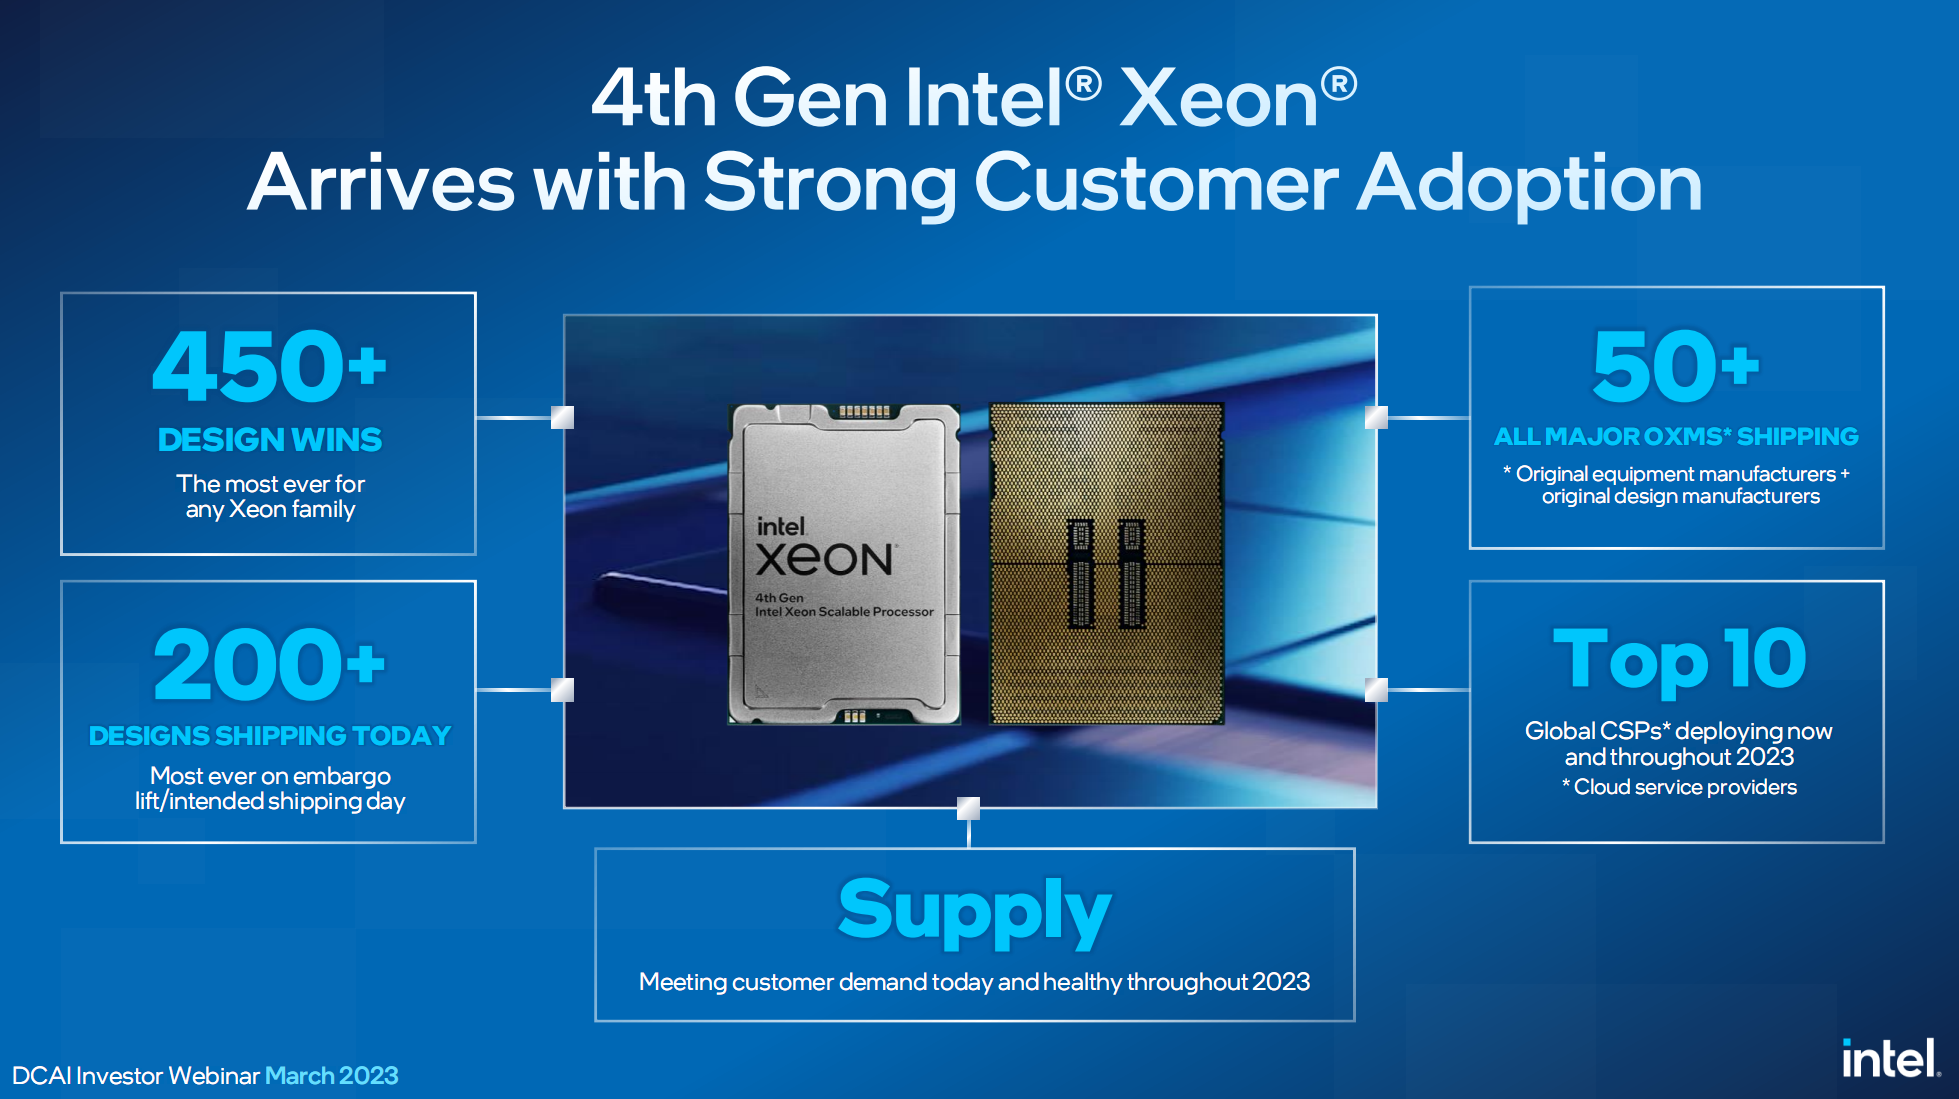 4th Gen Intel® Xeon®
Arrives with Strong Customer Adoption
450+
DESIGN WINS
The most ever for
any Xeon family
200+
DESIGNS SHIPPING TODAY
Most ever on embargo
lift/intended shipping day
intel.
xeon®
4th Gen
Intel Xeon Scalable Processor
50+
ALL MAJOR OXMS* SHIPPING
* Original equipment manufacturers +
original design manufacturers
Top 10
Global CSPs* deploying now
and throughout 2023
* Cloud service providers
Supply
Meeting customer demand today and healthy throughout 2023
DCAI Investor Webinar March 2023
intel®